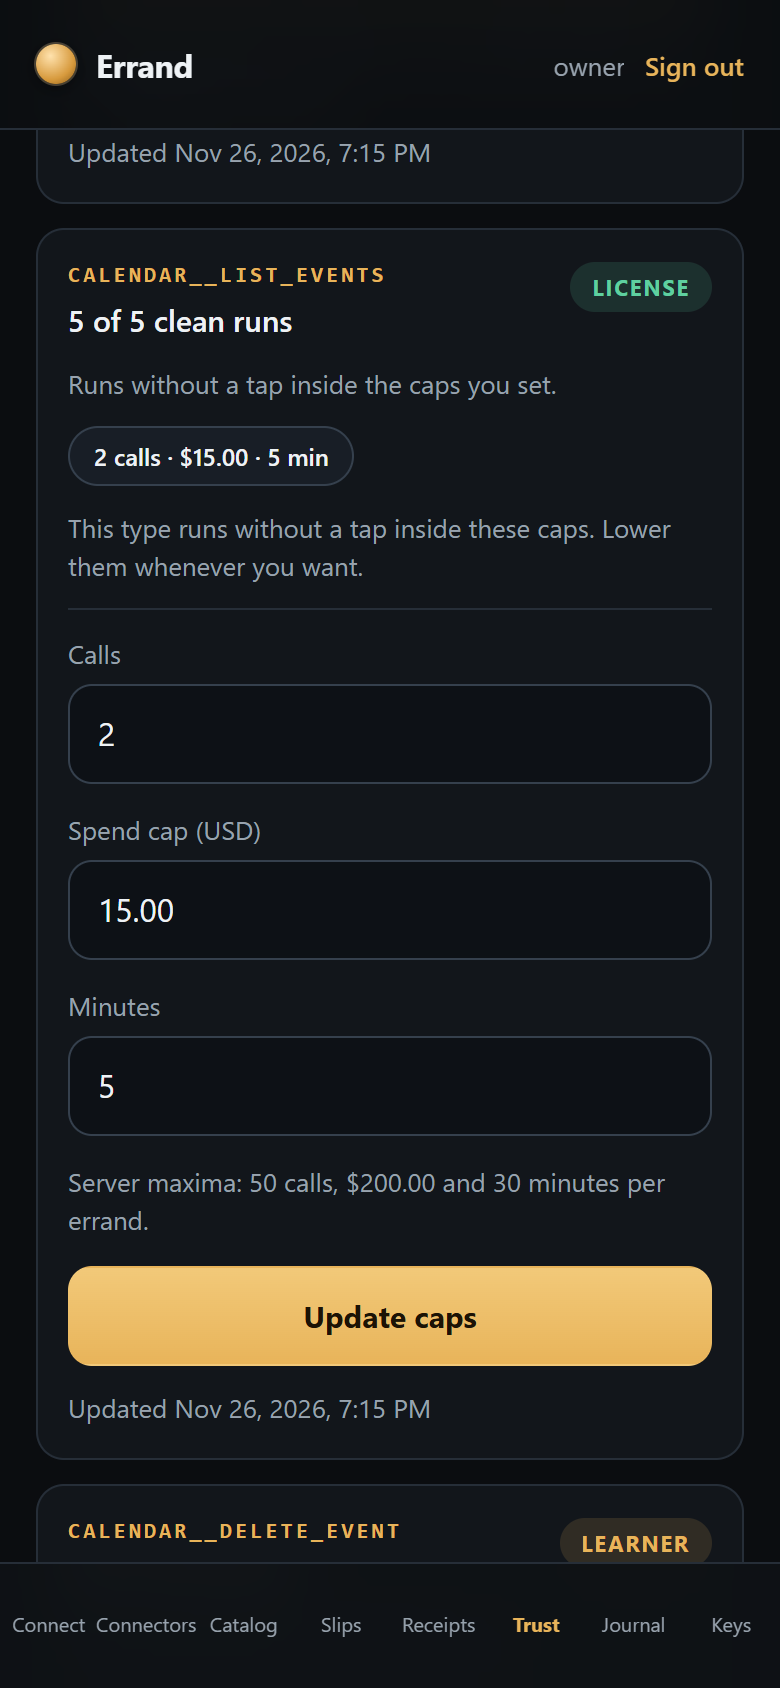 Errand
owner Sign out
Updated Nov 26, 2026, 7:15 PM
CALENDAR__LIST_EVENTS
LICENSE
5 of 5 clean runs
Runs without a tap inside the caps you set.
2 calls · $15.00 · 5 min
This type runs without a tap inside these caps. Lower
them whenever you want.
Calls
2
Spend cap (USD)
15.00
Minutes
5
Server maxima: 50 calls, $200.00 and 30 minutes per
errand.
Update caps
Updated Nov 26, 2026, 7:15 PM
CALENDAR__DELETE_EVENT
LEARNER
Connect Connectors Catalog Slips Receipts Trust Journal Keys